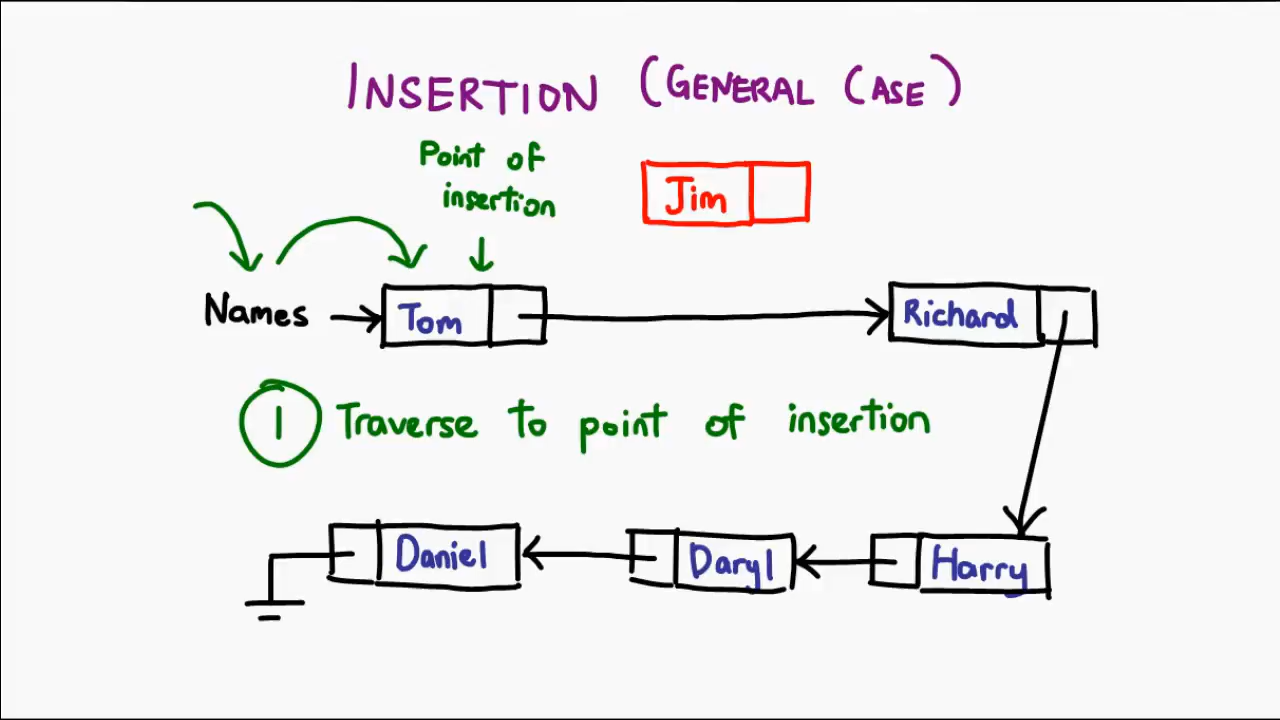 INSERTION (GENERAL CASE)
Point of
insertion
Jim
Names
Tom
Richard
1 Traverse to point of insertion
Daniel
Daryl
Harry